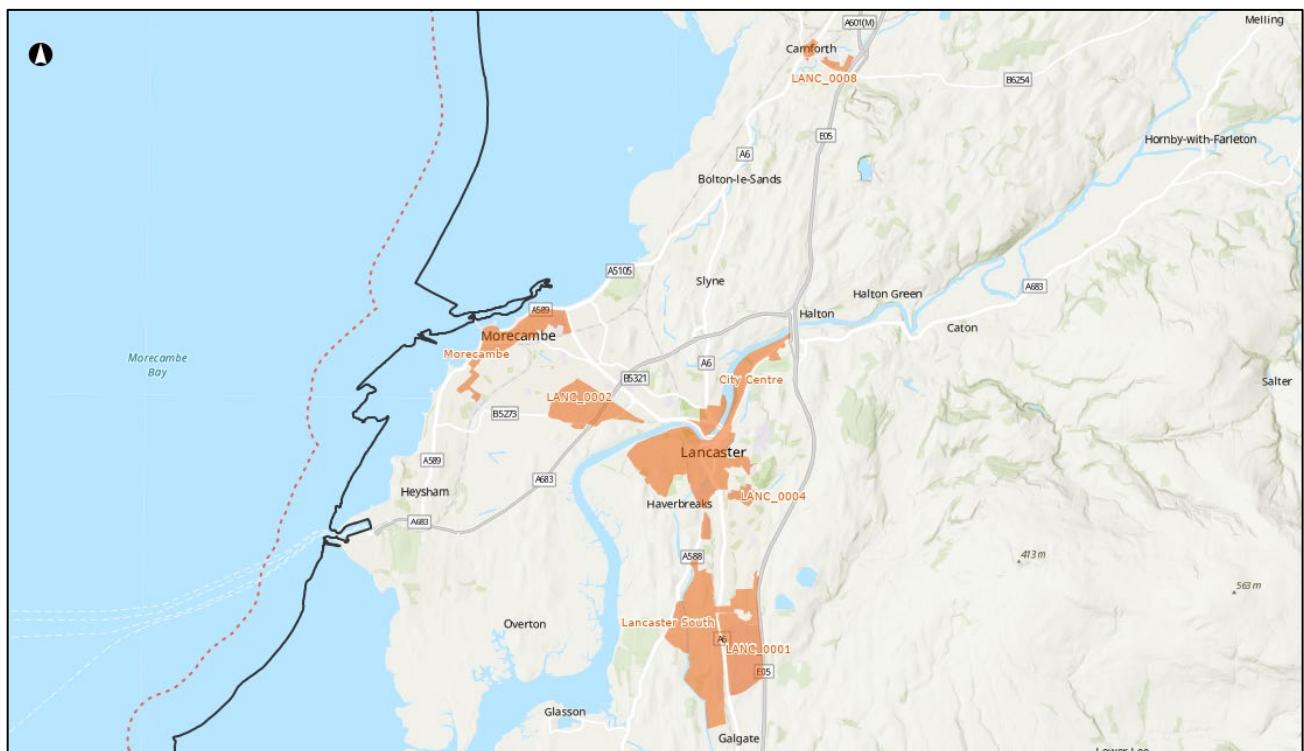 A601(M)
Melling
Carnforth
LANC_0008
B6254
E05
Hornby-with-Farleton
A6
Bolton-le-Sands
A5105
Slyne
Halton Green
A683
A589
Halton
Caton
Morecambe
Morecambe
Morecambe
Bay
A6
B5321
City Centre
Salter
LANC_0002
B5273
Lancaster
A589
A683
Heysham
LANC_0004
Haverbreaks
A683
A588
413 m
563 m
Overton
Lancaster South
A6
LANC_0001
E05
Glasson
Galgate